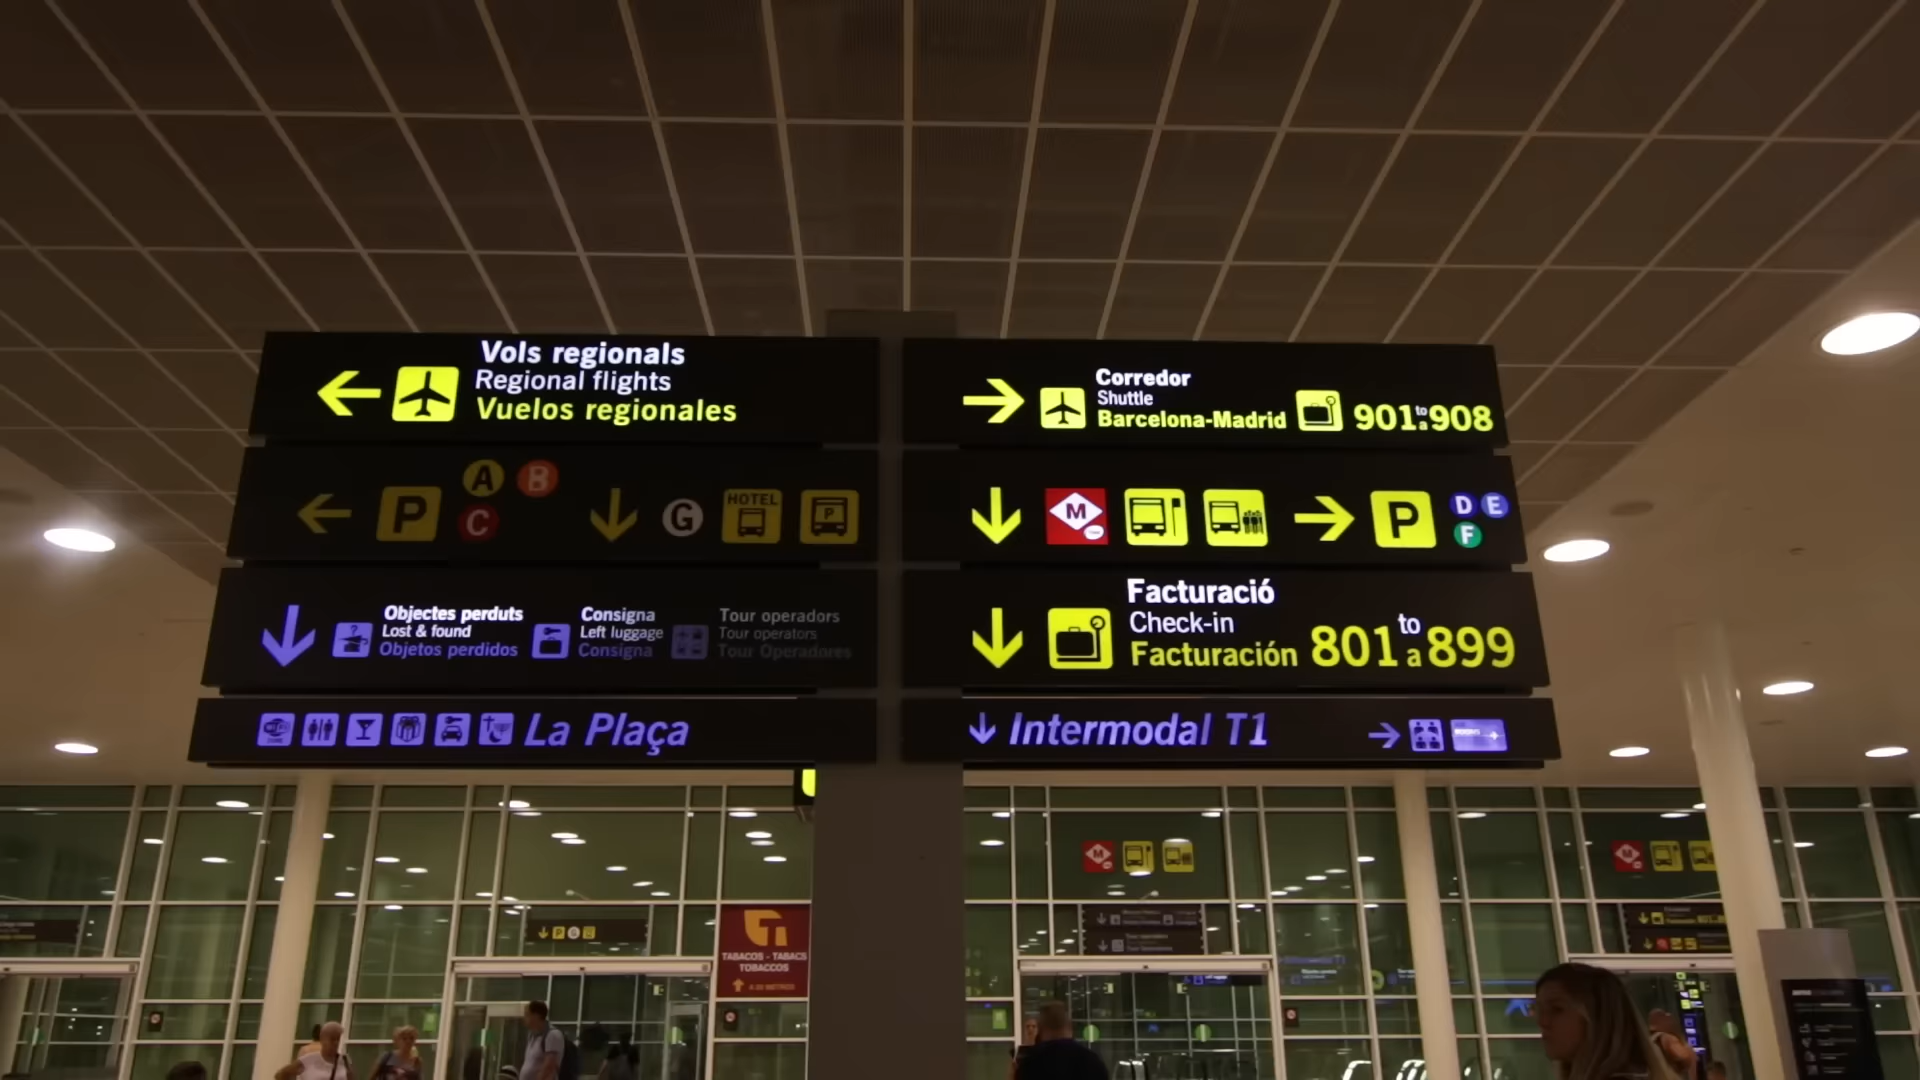 Vols regionals
Regional flights
Vuelos regionales
A B
P C
G HOTEL P
Objectes perduts
Lost & found
Objetos perdidos
Consigna
Left luggage
Consigna
Tour operadors
Tour operators
Tour Operadores
La Plaça
Corredor
Shuttle
Barcelona-Madrid
901 to a 908
M P D E
F
Facturació
Check-in
Facturación
801 to a 899
Intermodal T1
TABACOS - TABACS
TOBACCOS